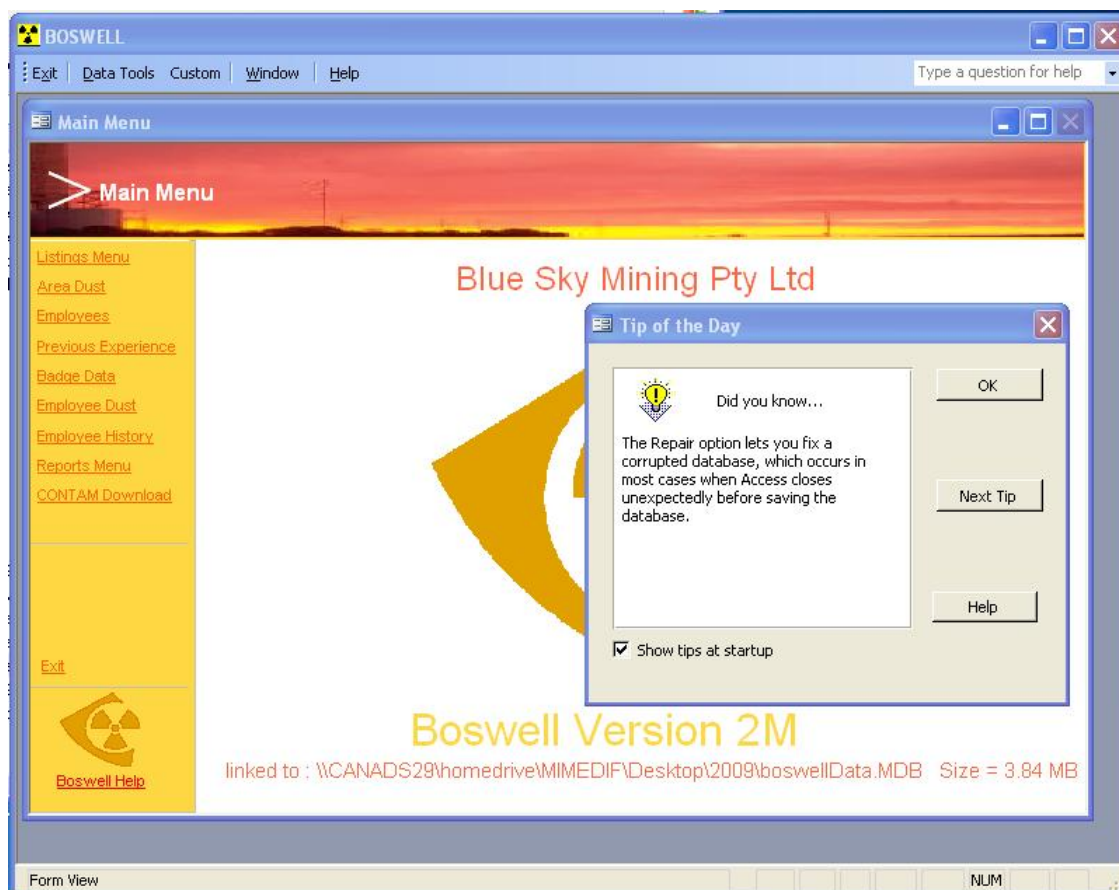 BOSWELL
Exit Data Tools Custom Window Help
Type a question for help
Main Menu
Main Menu
Listings Menu
Area Dust
Employees
Previous Experience
Badge Data
Employee Dust
Employee History
Reports Menu
CONTAM Download
Exit
Boswell Help
Blue Sky Mining Pty Ltd
Tip of the Day
Did you know...
The Repair option lets you fix a
corrupted database, which occurs in
most cases when Access closes
unexpectedly before saving the
database.
OK
Next Tip
Help
Show tips at startup
Boswell Version 2M
linked to : \\CANADS29\homedrive\MIMEDIF\Desktop\2009\boswellData.MDB Size = 3.84 MB
Form View
NUM